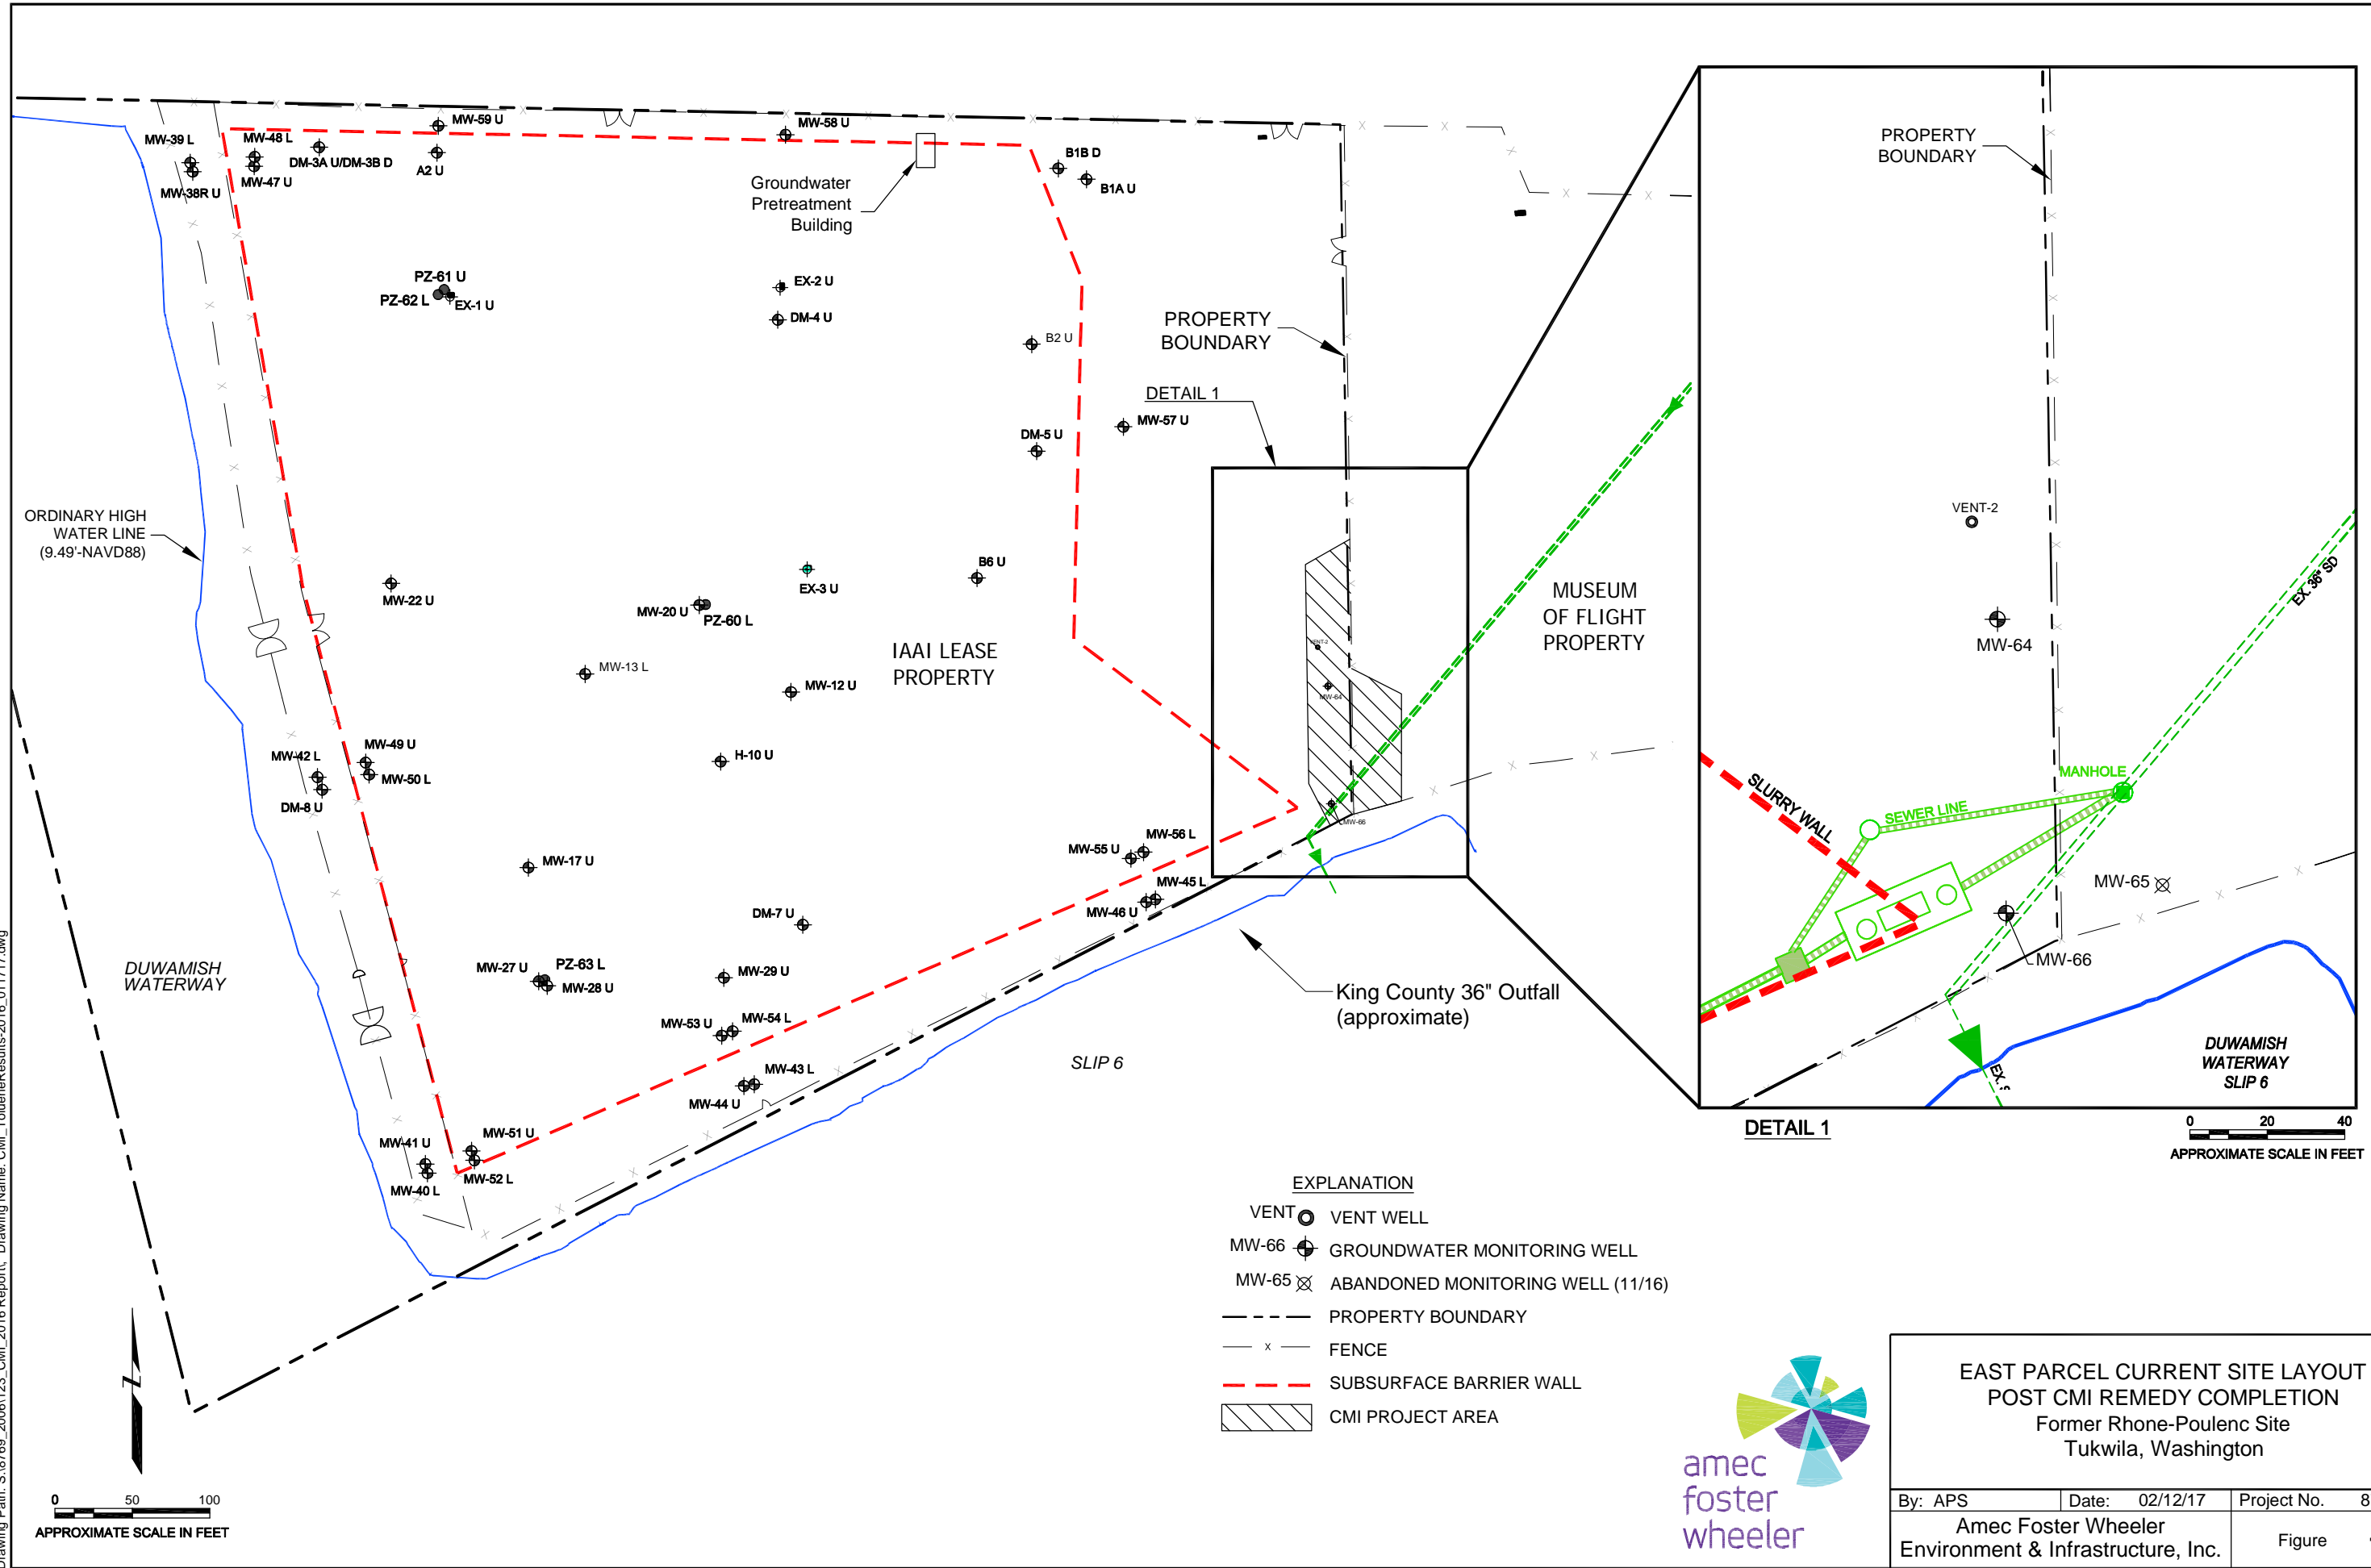 MW-39 L
MW-48 L
MW-38R U
MW-47 U
DM-3A U/DM-3B D
MW-59 U
A2 U
MW-58 U
Groundwater
Pretreatment
Building
B1B D
B1A U
PZ-61 U
PZ-62 L
EX-1 U
EX-2 U
DM-4 U
B2 U
PROPERTY
BOUNDARY
DETAIL 1
MW-57 U
DM-5 U
ORDINARY HIGH
WATER LINE
(9.49'-NAVD88)
MW-22 U
EX-3 U
B6 U
MW-20 U
PZ-60 L
MW-13 L
IAAI LEASE
PROPERTY
MUSEUM
OF FLIGHT
PROPERTY
VENT-2
MW-64
MW-12 U
MW-49 U
MW-42 L
MW-50 L
DM-8 U
H-10 U
MW-66
MW-56 L
MW-55 U
MW-17 U
MW-45 L
MW-46 U
DM-7 U
DUWAMISH
WATERWAY
MW-27 U
PZ-63 L
MW-28 U
MW-29 U
MW-53 U
MW-54 L
MW-43 L
MW-44 U
King County 36" Outfall
(approximate)
SLIP 6
MW-41 U
MW-51 U
MW-40 L
MW-52 L
PROPERTY
BOUNDARY
VENT-2
MW-64
EX. 36" SD
MANHOLE
SEWER LINE
SLURRY WALL
MW-65
MW-66
DUWAMISH
WATERWAY
SLIP 6
DETAIL 1
0 20 40
APPROXIMATE SCALE IN FEET
EXPLANATION
VENT VENT WELL
MW-66 GROUNDWATER MONITORING WELL
MW-65 ABANDONED MONITORING WELL (11/16)
PROPERTY BOUNDARY
x FENCE
SUBSURFACE BARRIER WALL
CMI PROJECT AREA
Z
0 50 100
APPROXIMATE SCALE IN FEET
amec
foster
wheeler
EAST PARCEL CURRENT SITE LAYOUT
POST CMI REMEDY COMPLETION
Former Rhone-Poulenc Site
Tukwila, Washington
By: APS Date: 02/12/17 Project No. 8
Amec Foster Wheeler
Environment & Infrastructure, Inc.
Figure